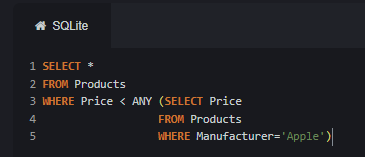 SQLite
1 SELECT *
2 FROM Products
3 WHERE Price < ANY (SELECT Price
4 FROM Products
5 WHERE Manufacturer='Apple')